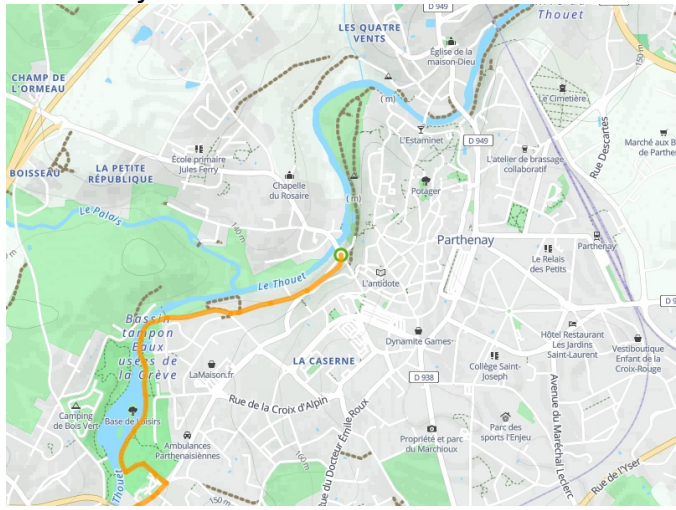 D 949
Thouet
LES QUATRE
VENTS
Église de la
maison-Dieu
CHAMP DE
L'ORMEAU
( m)
Le Cimetière
150 m
L'Estaminet
D 949
Rue Descartes
Marché aux B
de Parthe
École primaire
Jules Ferry
L'atelier de brassage
collaboratif
BOISSEAU
LA PETITE
RÉPUBLIQUE
Chapelle
du Rosaire
Potager
( m)
Le Palais
140 m
Parthenay
Parthenay
Le Relais
des Petits
Le Thouet
L'antidote
D 9
Bassin
tampon
Eaux
usées de
la Grève
Dynamite Games
Hôtel Restaurant
Les Jardins
Saint-Laurent
Vestiboutique
Enfant de la
Croix-Rouge
LaMaison.fr
LA CASERNE
Collège Saint-
Joseph
D 938
Rue de la Croix d'Alpin
Camping
de Bois Vert
Base de Loisirs
Rue du Docteur Émile Roux
Avenue du Maréchal Leclerc
Ambulances
Parthenaisiennes
Propriété et parc
du Marchioux
Parc des
sports l'Enjeu
160 m
Rue de l'Yser
Thouet
150 m